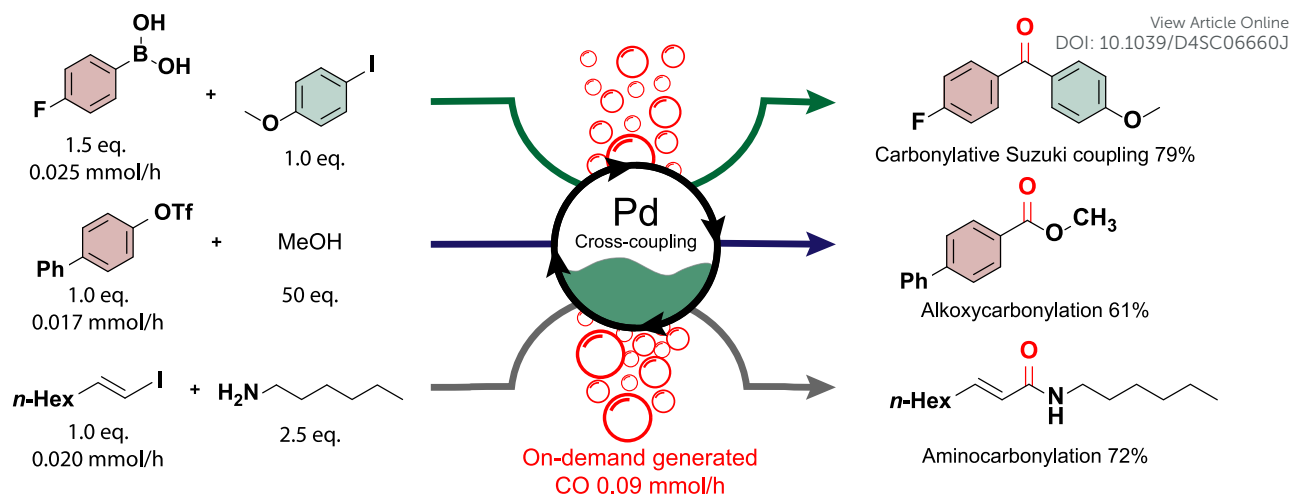 View Article Online
DOI: 10.1039/D4SC06660J
OH
B
OH
F
+
I
O
1.5 eq.
0.025 mmol/h
1.0 eq.
O
F
O
Carbonylative Suzuki coupling 79%
Pd
Cross-coupling
OTf
Ph
+
MeOH
1.0 eq.
0.017 mmol/h
50 eq.
O
O
CH3
Ph
Alkoxycarbonylation 61%
n-Hex
I
+
H2N
1.0 eq.
0.020 mmol/h
2.5 eq.
On-demand generated
CO 0.09 mmol/h
O
n-Hex
N
H
Aminocarbonylation 72%